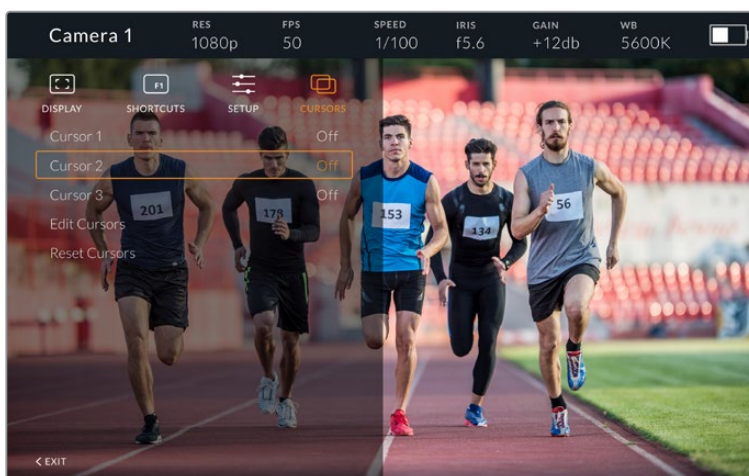 Camera 1
RES
1080p
FPS
50
SPEED
1/100
IRIS
f5.6
GAIN
+12db
WB
5600K
F1
DISPLAY
SHORTCUTS
SETUP
CURSORS
Cursor 1 Off
Cursor 2 Off
Cursor 3 Off
Edit Cursors
Reset Cursors
201
178
153
134
56
EXIT